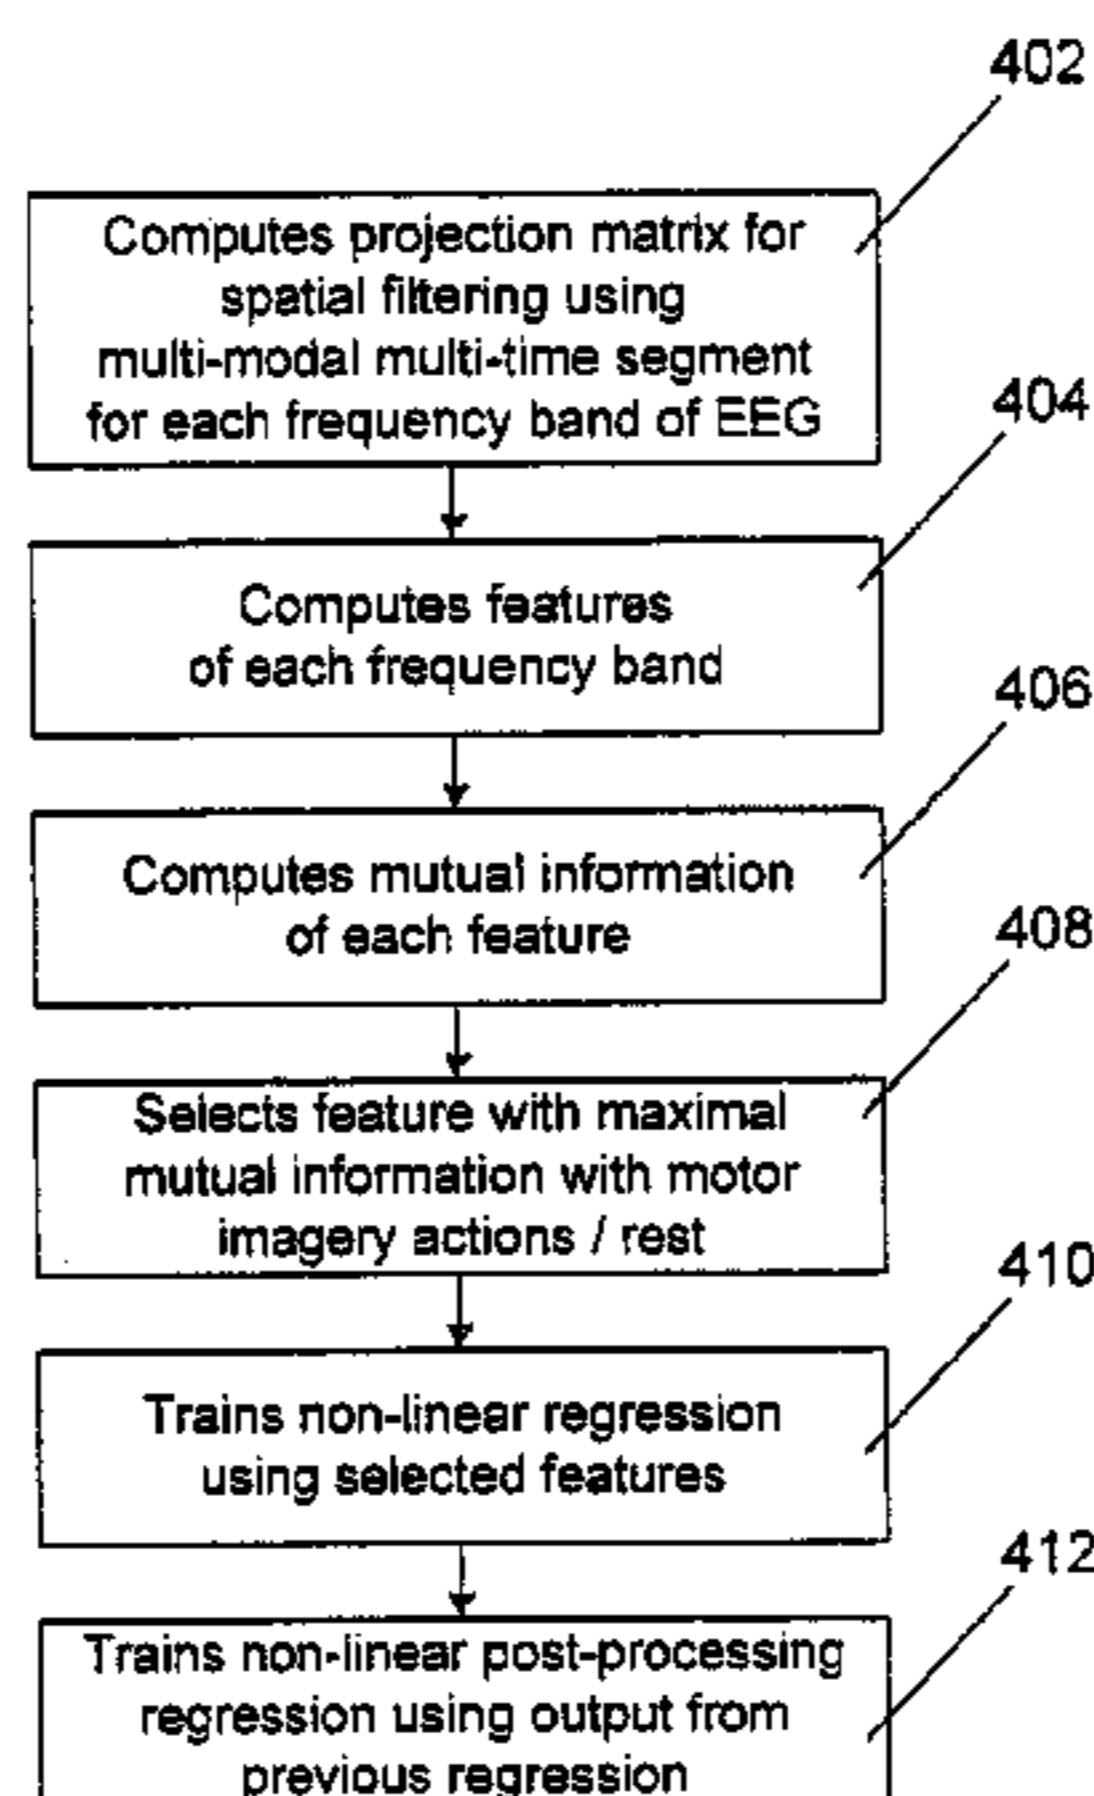 402
Computes projection matrix for
spatial filtering using
multi-modal multi-time segment
for each frequency band of EEG
404
Computes features
of each frequency band
406
Computes mutual information
of each feature
408
Selects feature with maximal
mutual information with motor
imagery actions / rest
410
Trains non-linear regression
using selected features
412
Trains non-linear post-processing
regression using output from
previous regression